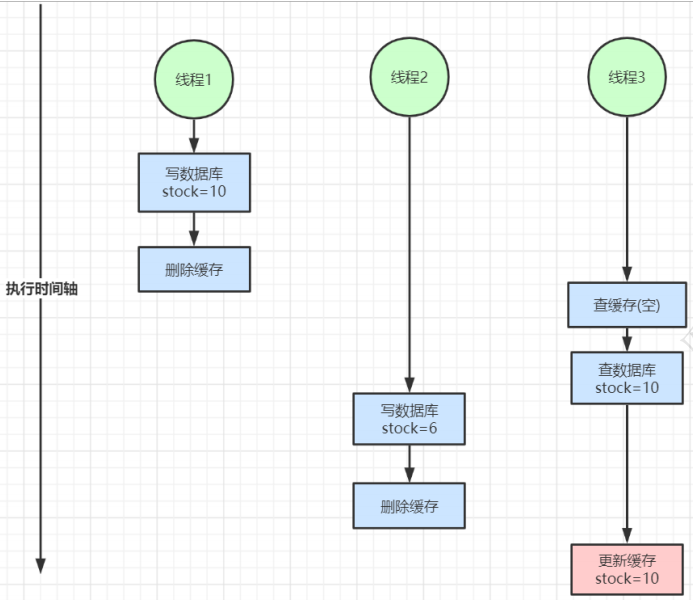 线程1
线程2
线程3
写数据库
stock=10
删除缓存
执行时间轴
查缓存(空)
查数据库
stock=10
写数据库
stock=6
删除缓存
更新缓存
stock=10